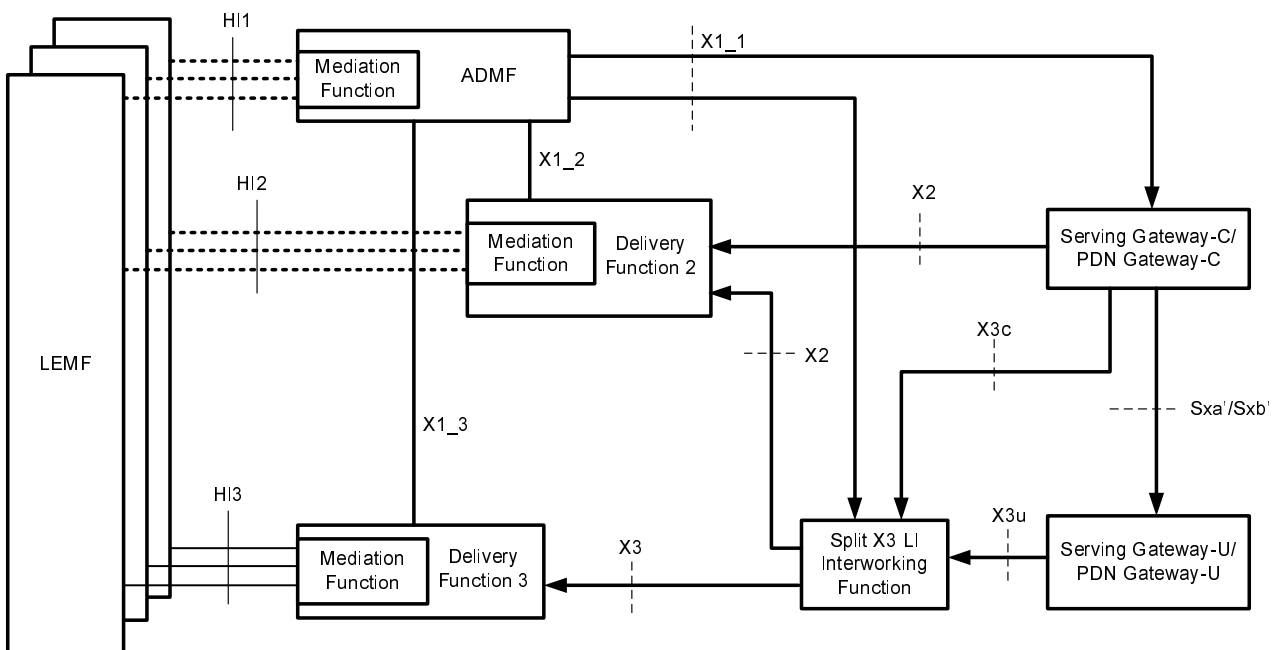 HI1
X1_1
Mediation
Function
ADMF
X1_2
HI2
X2
Mediation
Function
Delivery
Function 2
Serving Gateway-C/
PDN Gateway-C
X3c
X2
LEMF
Sxa'/Sxb'
X1_3
HI3
X3
X3u
Mediation
Function
Delivery
Function 3
Split X3 LI
Interworking
Function
Serving Gateway-U/
PDN Gateway-U